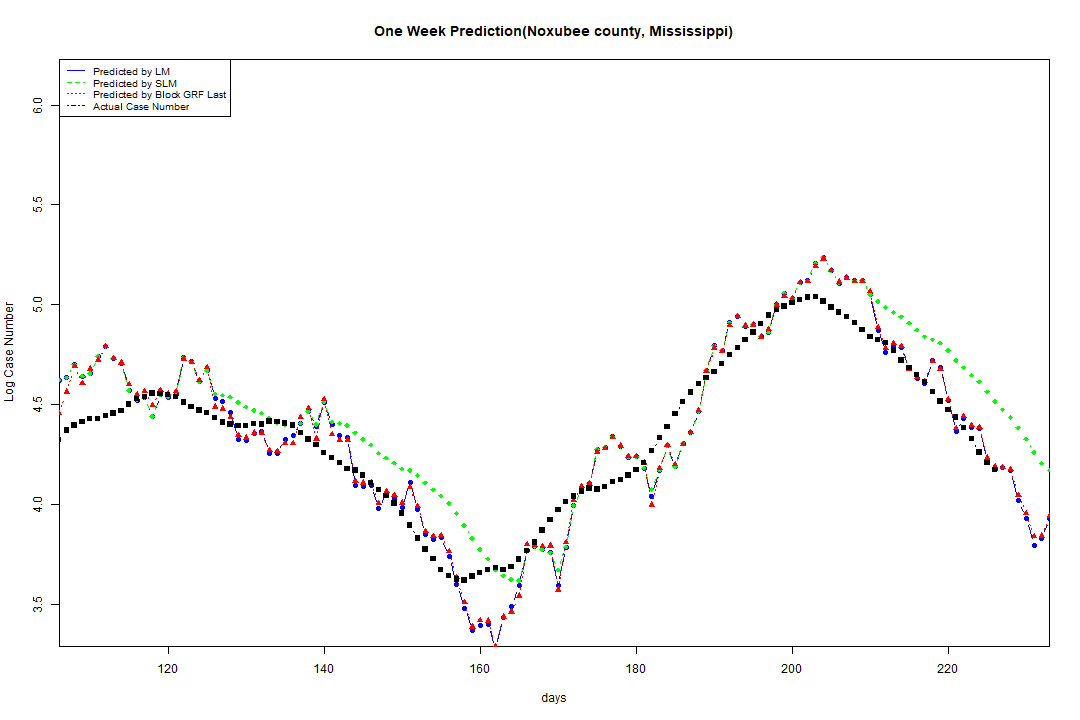 One Week Prediction(Noxubee county, Mississippi)
Predicted by LM
Predicted by SLM
Predicted by Block GRF Last
Actual Case Number
6.0
5.5
5.0
4.5
4.0
3.5
Log Case Number
120 140 160 180 200 220
days